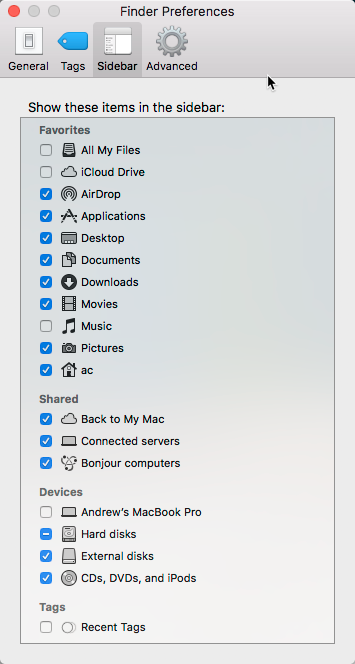 Finder Preferences
General Tags Sidebar Advanced
Show these items in the sidebar:
Favorites
All My Files
iCloud Drive
AirDrop
Applications
Desktop
Documents
Downloads
Movies
Music
Pictures
ac
Shared
Back to My Mac
Connected servers
Bonjour computers
Devices
Andrew’s MacBook Pro
Hard disks
External disks
CDs, DVDs, and iPods
Tags
Recent Tags